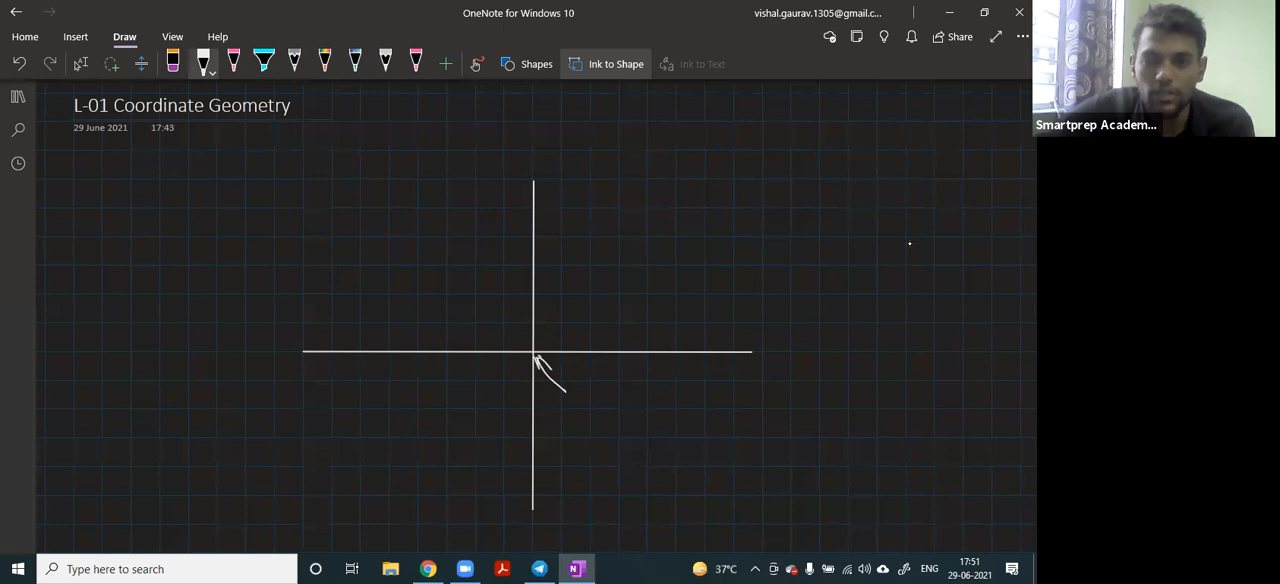 OneNote for Windows 10
vishal.gaurav.1305@gmail.c...
Home Insert Draw View Help
Share
Shapes Ink to Shape Ink to Text
L-01 Coordinate Geometry
29 June 2021 17:43
Smartprep Academ...
Type here to search
37°C ENG 17:51
29-06-2021